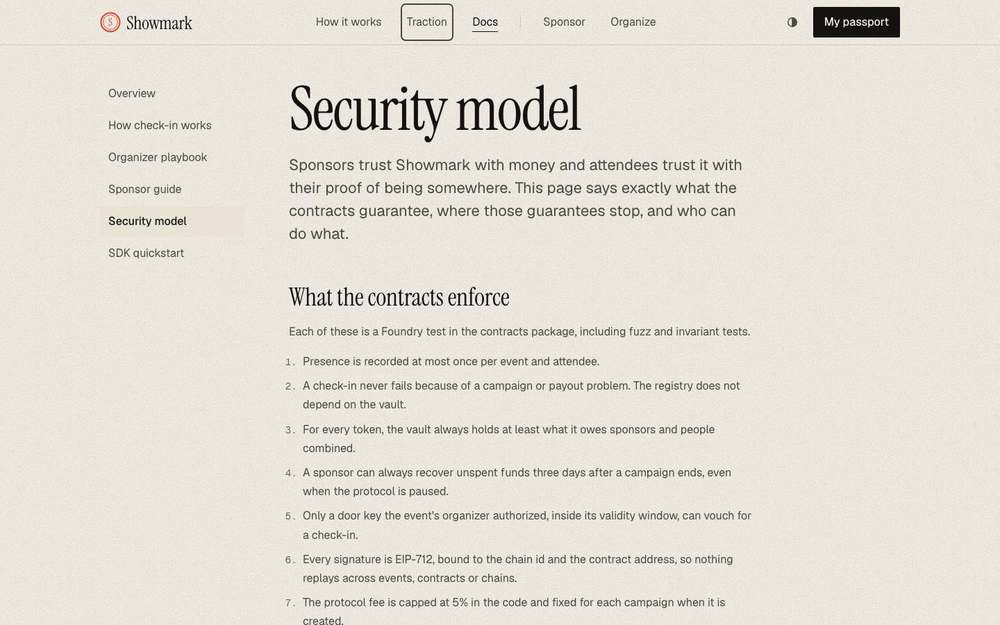 S Showmark How it works Traction Docs Sponsor Organize My passport
Overview
How check-in works
Organizer playbook
Sponsor guide
Security model
SDK quickstart
Security model
Sponsors trust Showmark with money and attendees trust it with
their proof of being somewhere. This page says exactly what the
contracts guarantee, where those guarantees stop, and who can
do what.
What the contracts enforce
Each of these is a Foundry test in the contracts package, including fuzz and invariant tests.
1. Presence is recorded at most once per event and attendee.
2. A check-in never fails because of a campaign or payout problem. The registry does not
depend on the vault.
3. For every token, the vault always holds at least what it owes sponsors and people
combined.
4. A sponsor can always recover unspent funds three days after a campaign ends, even
when the protocol is paused.
5. Only a door key the event's organizer authorized, inside its validity window, can vouch for
a check-in.
6. Every signature is EIP-712, bound to the chain id and the contract address, so nothing
replays across events, contracts or chains.
7. The protocol fee is capped at 5% in the code and fixed for each campaign when it is
created.